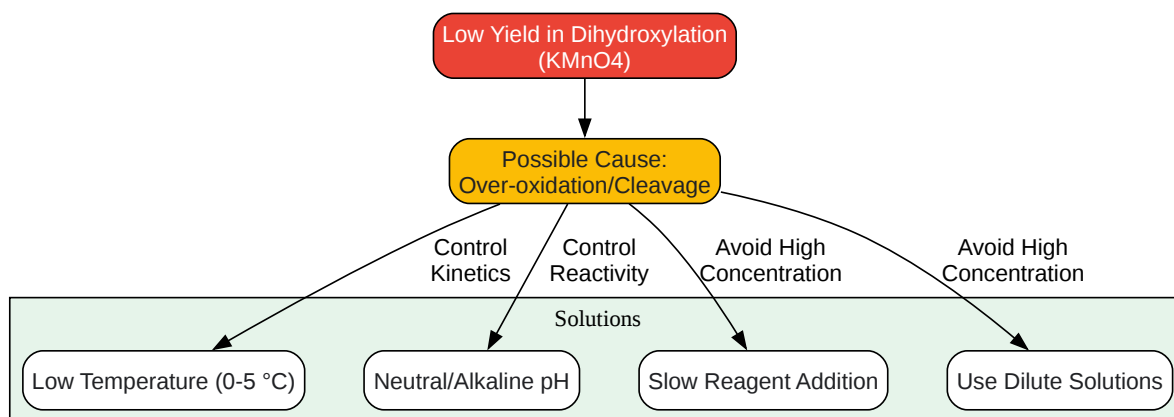 Low Yield in Dihydroxylation
(KMnO4)
Possible Cause:
Over-oxidation/Cleavage
Control
Kinetics
Control
Reactivity
Avoid High
Concentration
Avoid High
Concentration
Solutions
Low Temperature (0-5 °C)
Neutral/Alkaline pH
Slow Reagent Addition
Use Dilute Solutions